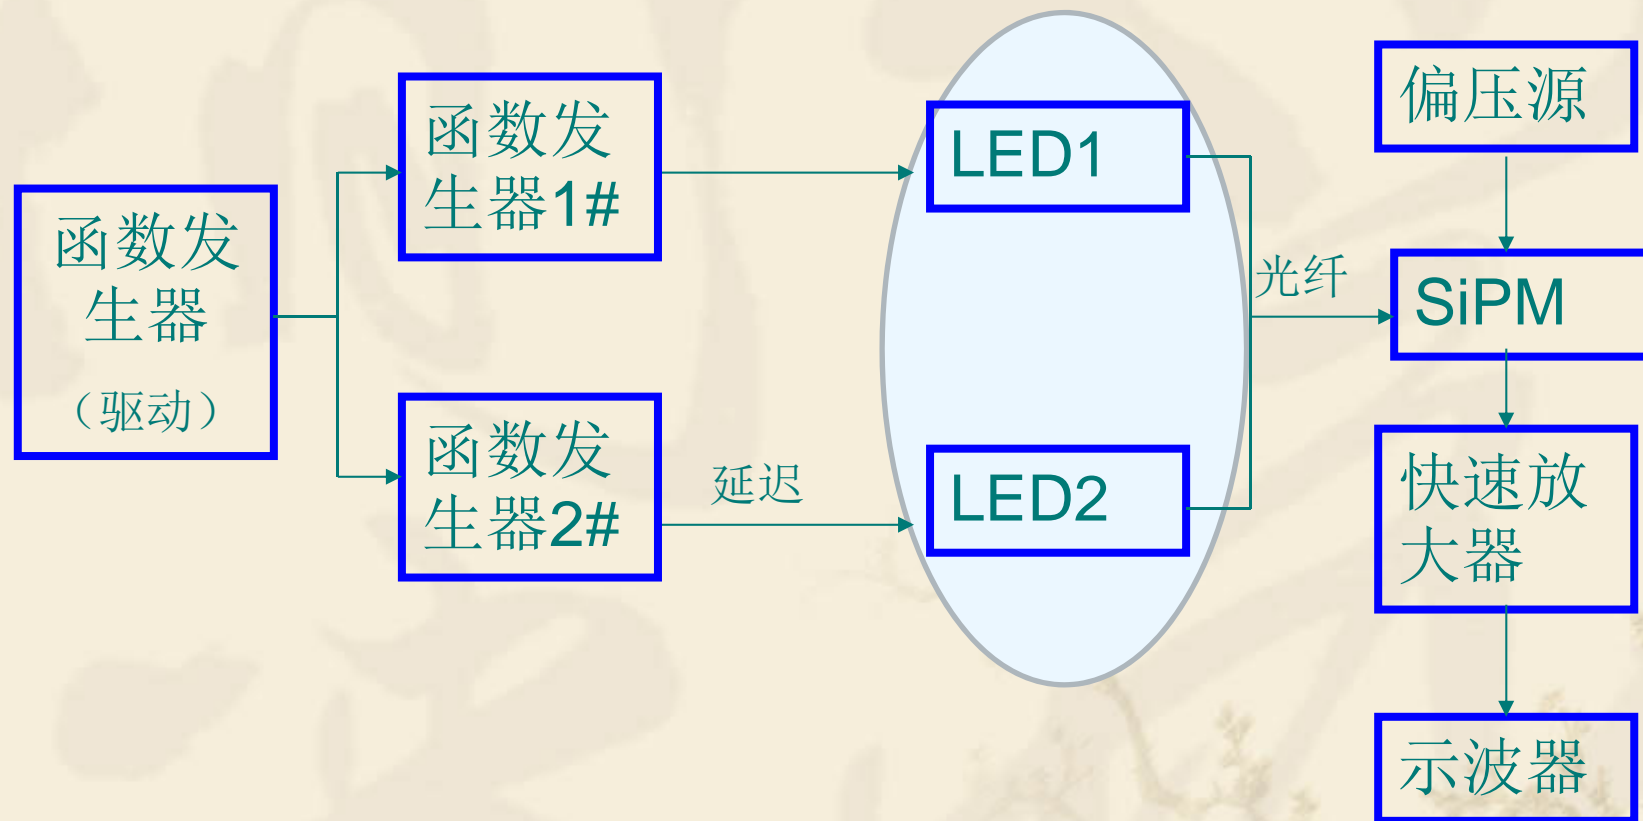 函数发
生器
（驱动）
函数发
生器1#
函数发
生器2#
延迟
LED1
LED2
光纤
偏压源
SiPM
快速放
大器
示波器